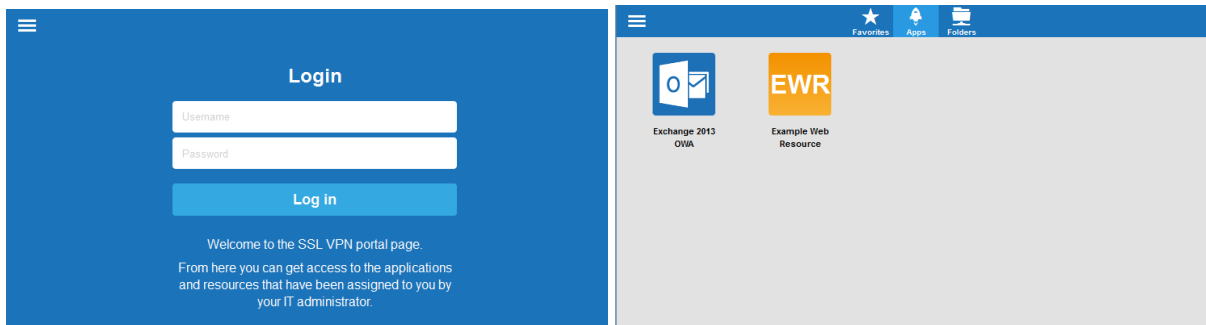 Login
Username
Password
Log in
Welcome to the SSL VPN portal page.
From here you can get access to the applications
and resources that have been assigned to you by
your IT administrator.
Favorites Apps Folders
O
Exchange 2013
OWA
EWR
Example Web
Resource